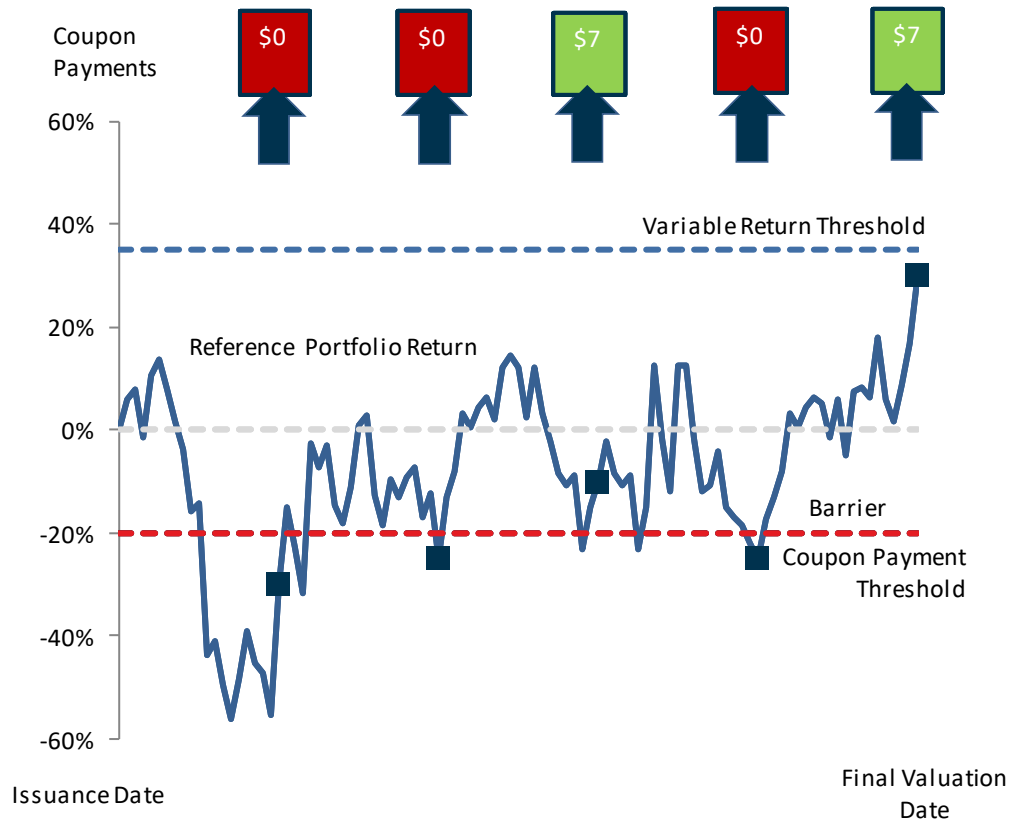 Coupon
Payments
$0
$0
$7
$0
$7
60%
40%
20%
0%
-20%
-40%
-60%
Variable Return Threshold
Reference Portfolio Return
Barrier
Coupon Payment
Threshold
Issuance Date
Final Valuation
Date